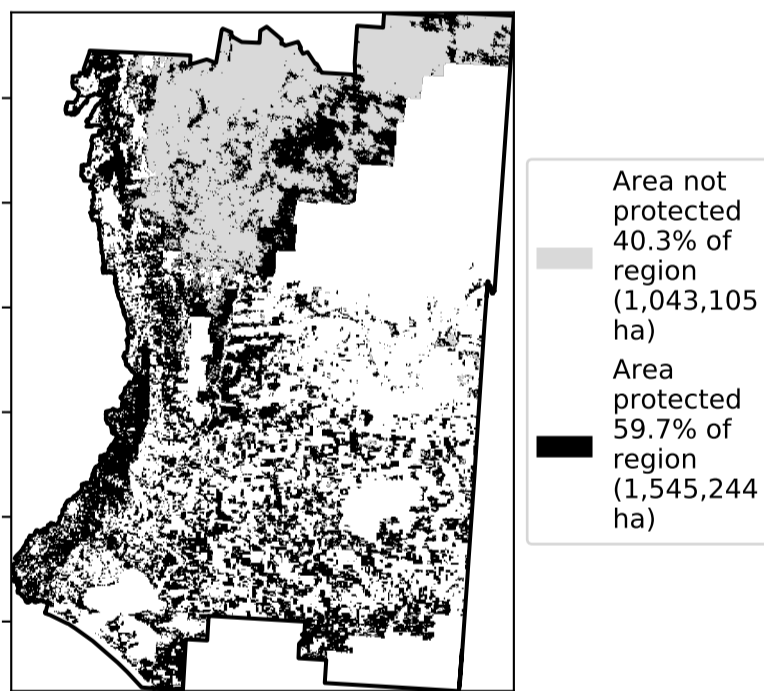 Area not
protected
40.3% of
region
(1,043,105
ha)
Area
protected
59.7% of
region
(1,545,244
ha)